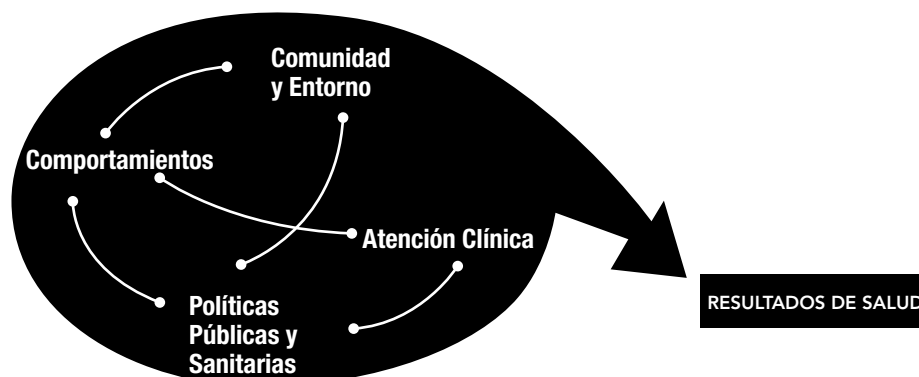 Comunidad
y Entorno
Comportamientos
Atención Clínica
Políticas
Públicas y
Sanitarias
RESULTADOS DE SALUD